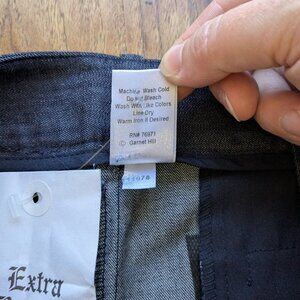 Machine Wash Cold
Do Not Bleach
Wash With Like Colors
Line Dry
Warm Iron If Desired
RN# 76971
© Garnet Hill
Extra